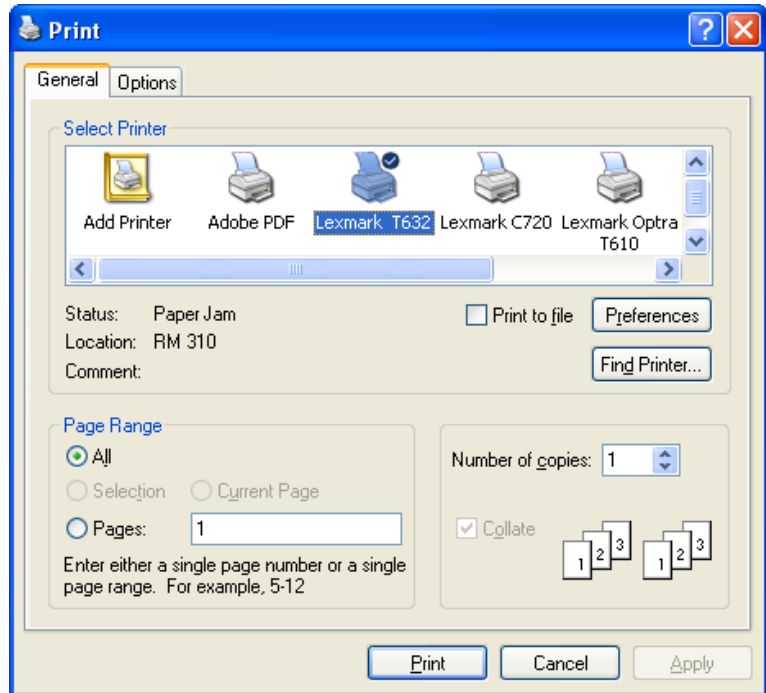 Print
General Options
Select Printer
Add Printer Adobe PDF Lexmark T632 Lexmark C720 Lexmark Optra
T610
Status: Paper Jam
Location: RM 310
Comment:
Print to file Preferences
Find Printer...
Page Range
All
Selection Current Page
Pages: 1
Enter either a single page number or a single
page range. For example, 5-12
Number of copies: 1
Collate
1 2 3 1 2 3
Print Cancel Apply